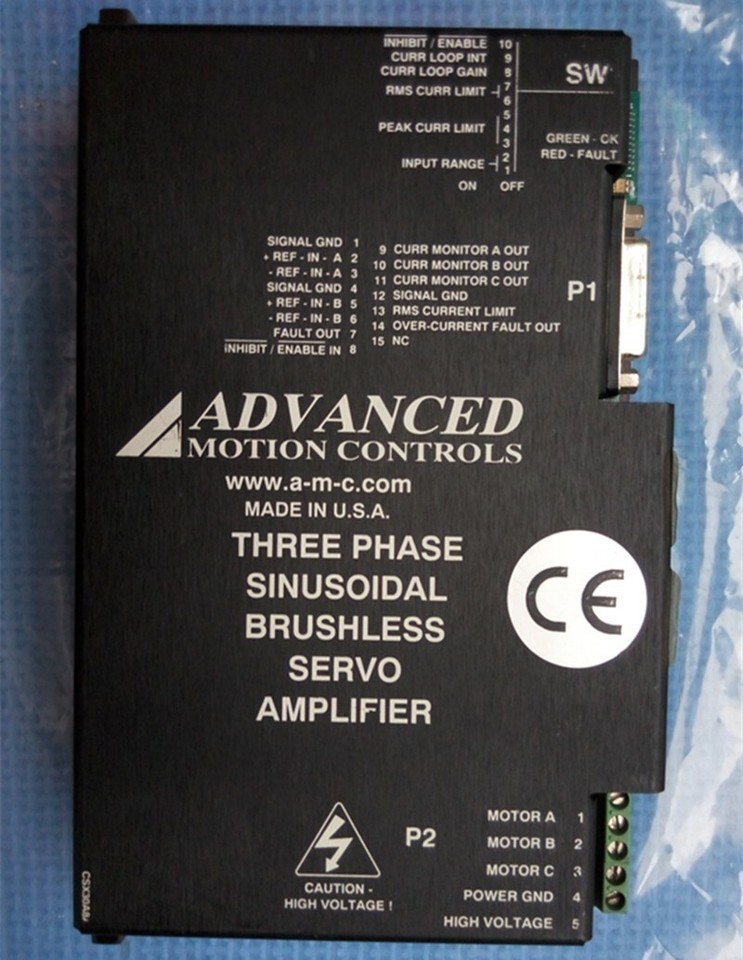 INHIBIT / ENABLE 10
CURR LOOP INT 9
CURR LOOP GAIN 8
SW
RMS CURR LIMIT 7
6
5
PEAK CURR LIMIT 4
3
GREEN - OK
RED - FAULT
INPUT RANGE 2
1
ON OFF
SIGNAL GND 1
+ REF - IN - A 2
- REF - IN - A 3
SIGNAL GND 4
+ REF - IN - B 5
- REF - IN - B 6
FAULT OUT 7
INHIBIT / ENABLE IN 8
9 CURR MONITOR A OUT
10 CURR MONITOR B OUT
11 CURR MONITOR C OUT
12 SIGNAL GND
13 RMS CURRENT LIMIT
14 OVER-CURRENT FAULT OUT
15 NC
P1
ADVANCED
MOTION CONTROLS
www.a-m-c.com
MADE IN U.S.A.
THREE PHASE
SINUSOIDAL
BRUSHLESS
SERVO
AMPLIFIER
CE
P2
MOTOR A 1
MOTOR B 2
MOTOR C 3
POWER GND 4
HIGH VOLTAGE 5
CAUTION -
HIGH VOLTAGE !